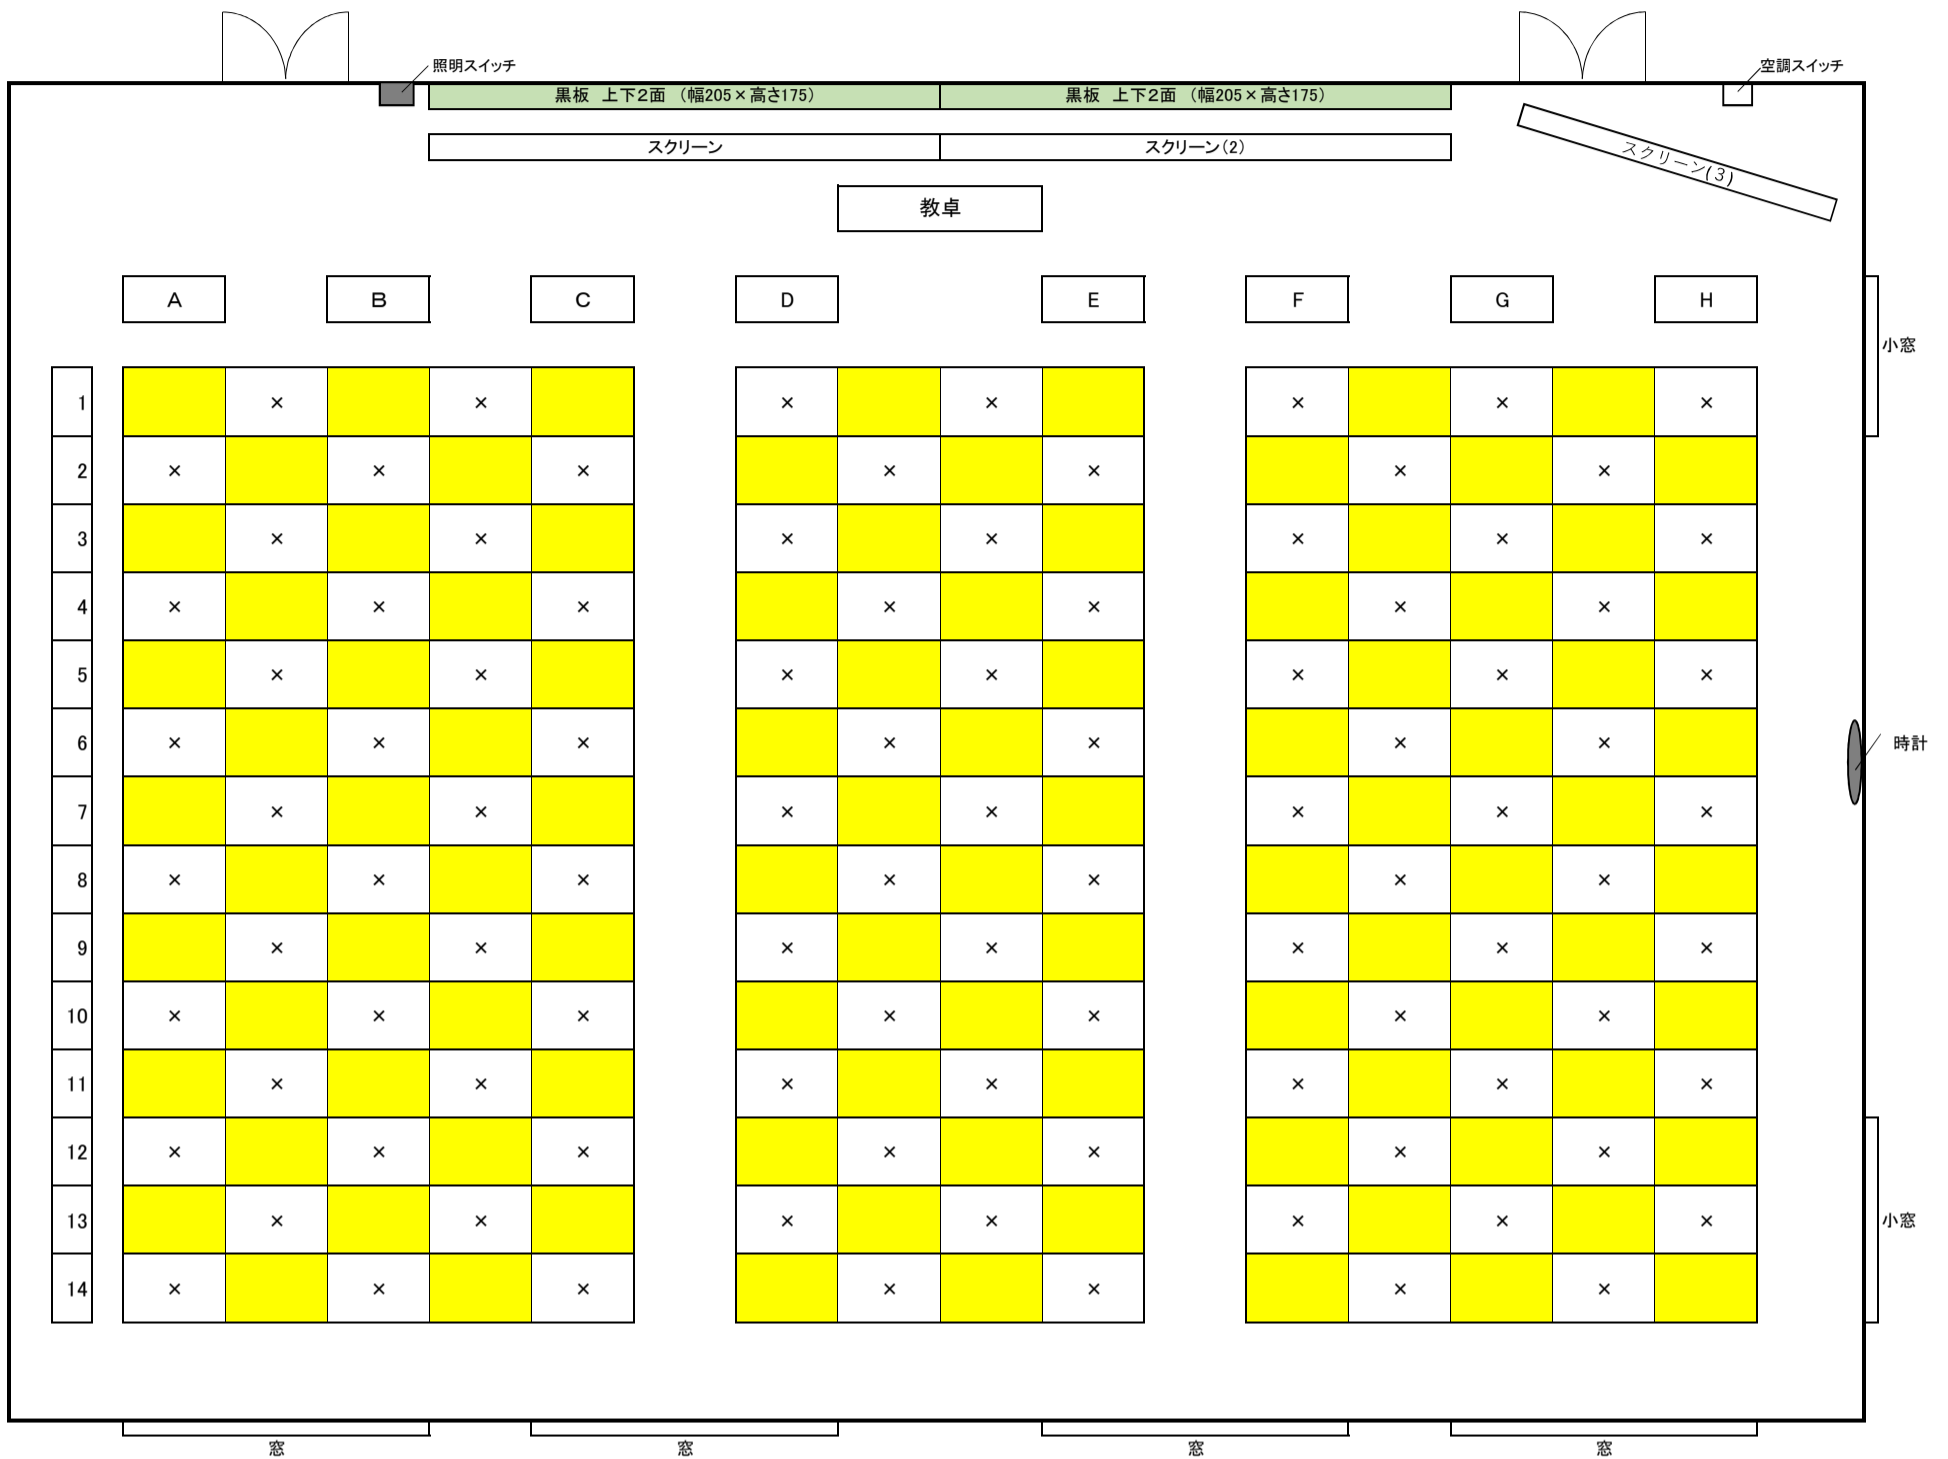 照明スイッチ
空調スイッチ
黒板 上下2面 （幅205×高さ175）
黒板 上下2面 （幅205×高さ175）
スクリーン
スクリーン（2）
スクリーン(3)
教卓
A B C D E F G H
小窓
1 × × × × × × ×
2 × × × × × × ×
3 × × × × × × ×
4 × × × × × × ×
5 × × × × × × ×
6 × × × × × × ×
時計
7 × × × × × × ×
8 × × × × × × ×
9 × × × × × × ×
10 × × × × × × ×
11 × × × × × × ×
12 × × × × × × ×
13 × × × × × × ×
小窓
14 × × × × × × ×
窓 窓 窓 窓